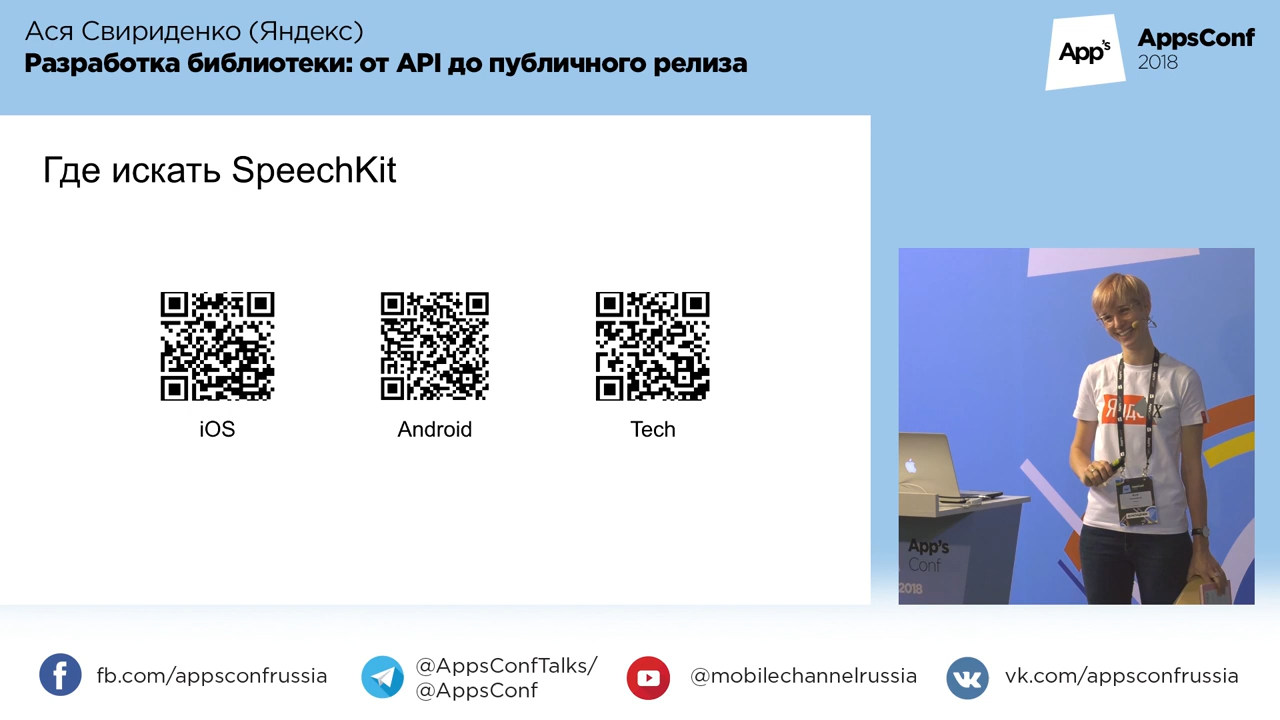 Ася Свириденко (Яндекс)
Разработка библиотеки: от API до публичного релиза
App's
AppsConf
2018
Где искать SpeechKit
iOS
Android
Tech
App's
Conf
2018
fb.com/appsconfrussia
@AppsConfTalks/
@AppsConf
@mobilechannelrussia
vk.com/appsconfrussia